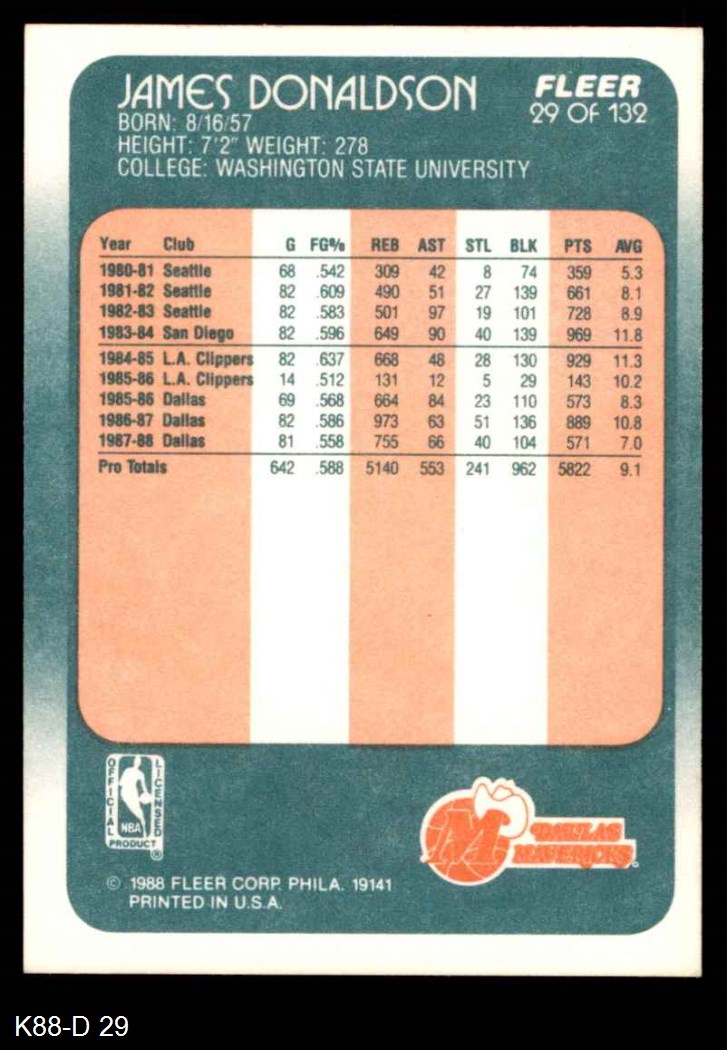 JAMES DONALDSON
FLEER
29 OF 132
BORN: 8/16/57
HEIGHT: 7'2" WEIGHT: 278
COLLEGE: WASHINGTON STATE UNIVERSITY
Year Club G FG% REB AST STL BLK PTS AVG
1980-81 Seattle 68 .542 309 42 8 74 359 5.3
1981-82 Seattle 82 .609 490 51 27 139 661 8.1
1982-83 Seattle 82 .583 501 97 19 101 728 8.9
1983-84 San Diego 82 .596 649 90 40 139 969 11.8
1984-85 L.A. Clippers 82 .637 668 48 28 130 929 11.3
1985-86 L.A. Clippers 14 .512 131 12 5 29 143 10.2
1985-86 Dallas 69 .568 664 84 23 110 573 8.3
1986-87 Dallas 82 .586 973 63 51 136 889 10.8
1987-88 Dallas 81 .558 755 66 40 104 571 7.0
Pro Totals 642 .588 5140 553 241 962 5822 9.1
OFFICIAL
LICENSED
NBA
PRODUCT ®
M
DALLAS
MAVERICKS
© 1988 FLEER CORP. PHILA. 19141
PRINTED IN U.S.A.
K88-D 29